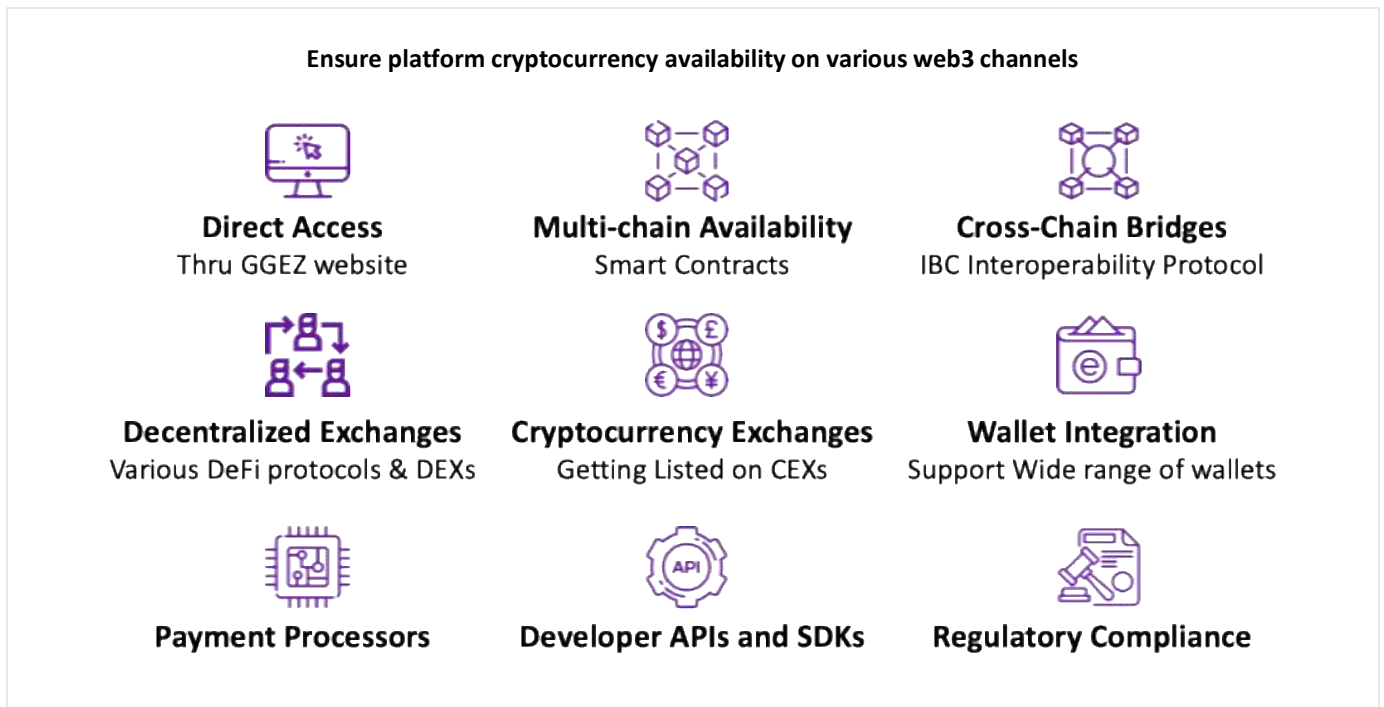 Ensure platform cryptocurrency availability on various web3 channels
Direct Access
Thru GGEZ website
Multi-chain Availability
Smart Contracts
Cross-Chain Bridges
IBC Interoperability Protocol
$ £
€ ¥
e
Decentralized Exchanges
Various DeFi protocols & DEXs
Cryptocurrency Exchanges
Getting Listed on CEXs
Wallet Integration
Support Wide range of wallets
API
Payment Processors
Developer APIs and SDKs
Regulatory Compliance